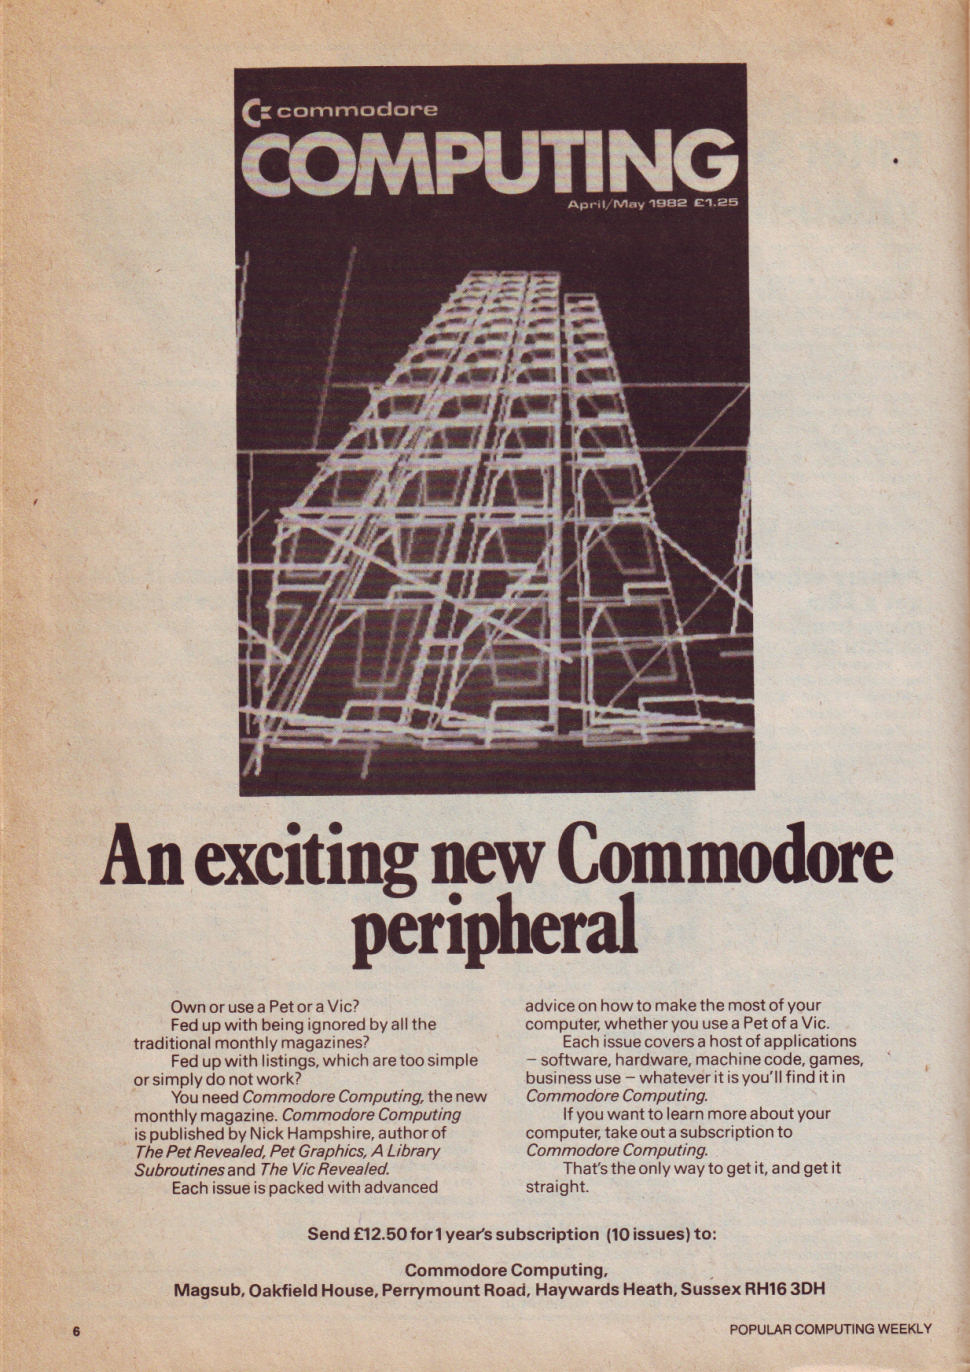 commodore
COMPUTING
April/May 1982 £1.25
An exciting new Commodore
peripheral
Own or use a Pet or a Vic?
Fed up with being ignored by all the
traditional monthly magazines?
Fed up with listings, which are too simple
or simply do not work?
You need Commodore Computing, the new
monthly magazine. Commodore Computing
is published by Nick Hampshire, author of
The Pet Revealed, Pet Graphics, A Library
Subroutines and The Vic Revealed.
Each issue is packed with advanced
advice on how to make the most of your
computer, whether you use a Pet of a Vic.
Each issue covers a host of applications
– software, hardware, machine code, games,
business use – whatever it is you'll find it in
Commodore Computing.
If you want to learn more about your
computer, take out a subscription to
Commodore Computing.
That's the only way to get it, and get it
straight.
Send £12.50 for 1 year's subscription (10 issues) to:
Commodore Computing,
Magsub, Oakfield House, Perrymount Road, Haywards Heath, Sussex RH16 3DH
6
POPULAR COMPUTING WEEKLY